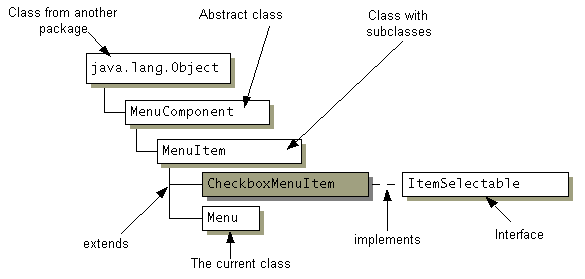 Class from another
package
Abstract class
Class with
subclasses
java.lang.Object
MenuComponent
MenuItem
CheckboxMenuItem
ItemSelectable
Menu
extends
implements
Interface
The current class